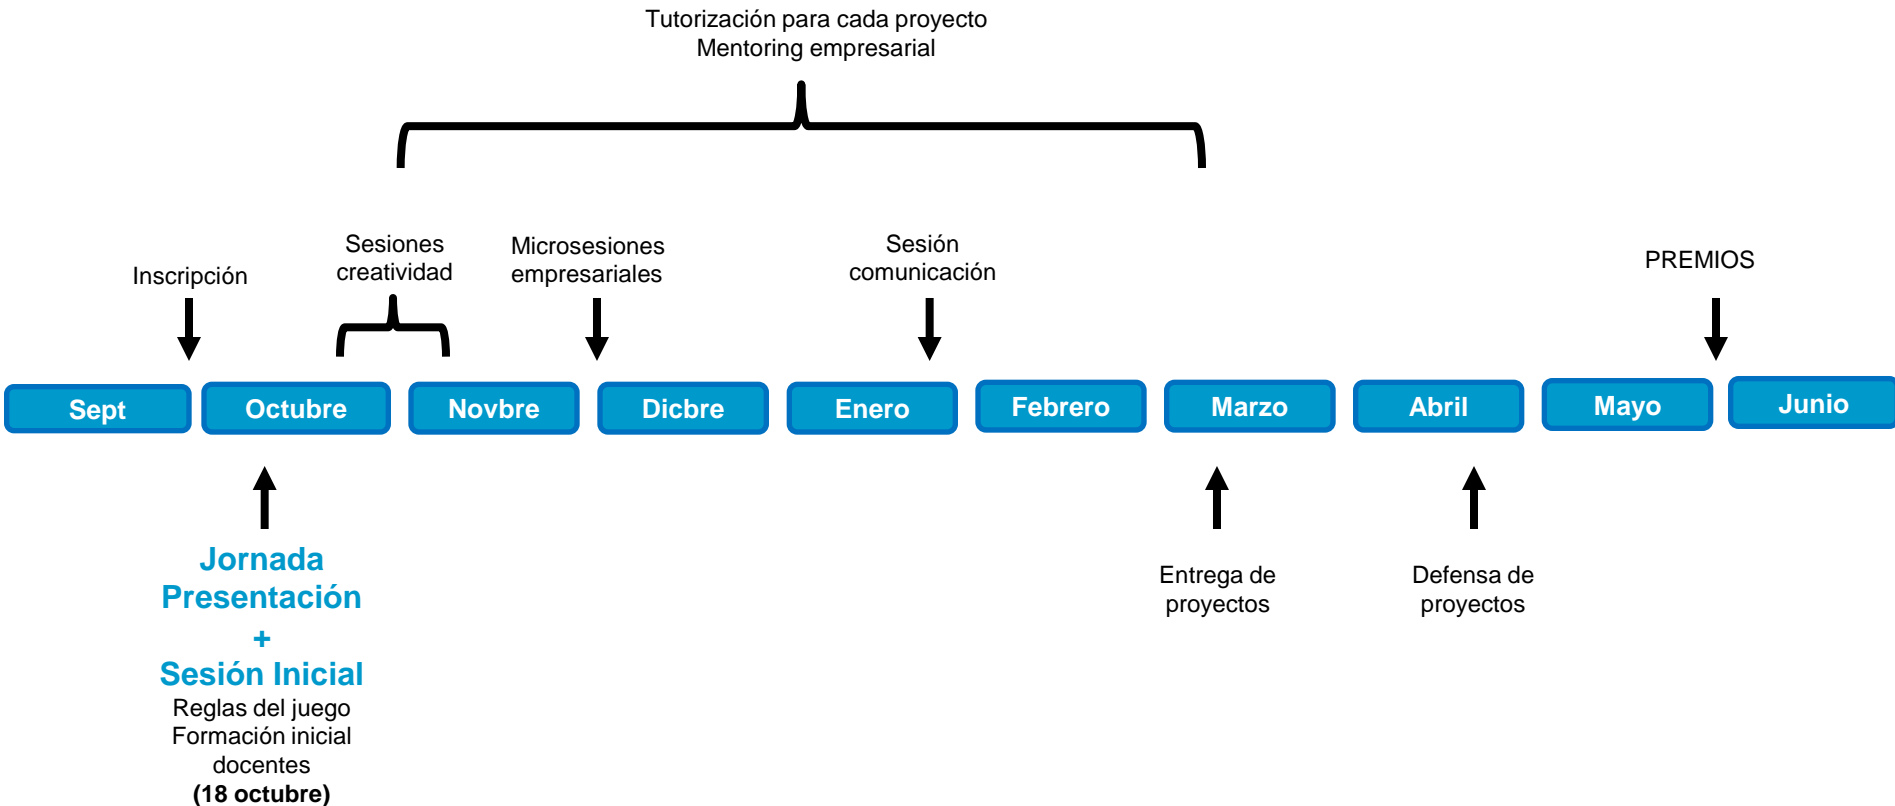 Tutorización para cada proyecto
Mentoring empresarial
Inscripción
Sesiones
creatividad
Microsesiones
empresariales
Sesión
comunicación
PREMIOS
Sept
Octubre
Novbre
Dicbre
Enero
Febrero
Marzo
Abril
Mayo
Junio
Jornada
Presentación
+
Sesión Inicial
Reglas del juego
Formación inicial
docentes
(18 octubre)
Entrega de
proyectos
Defensa de
proyectos